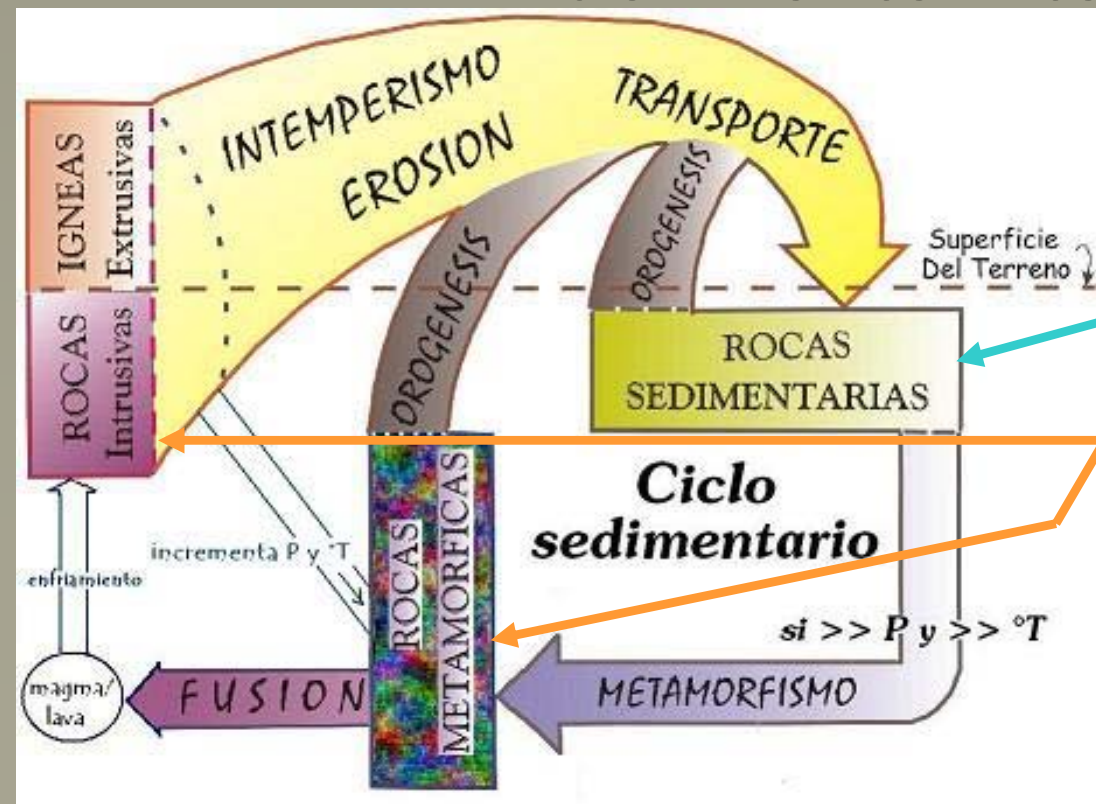 INTEMPERISMO
EROSION
TRANSPORTE
IGNEAS
Extrusivas
ROCAS
Intrusivas
OROGENESIS
OROGENESIS
Superficie
Del Terreno
ROCAS
SEDIMENTARIAS
Ciclo
sedimentario
incrementa P y °T
enfriamiento
ROCAS
METAMORFICAS
si >> P y >> °T
magma/
lava
FUSION
METAMORFISMO